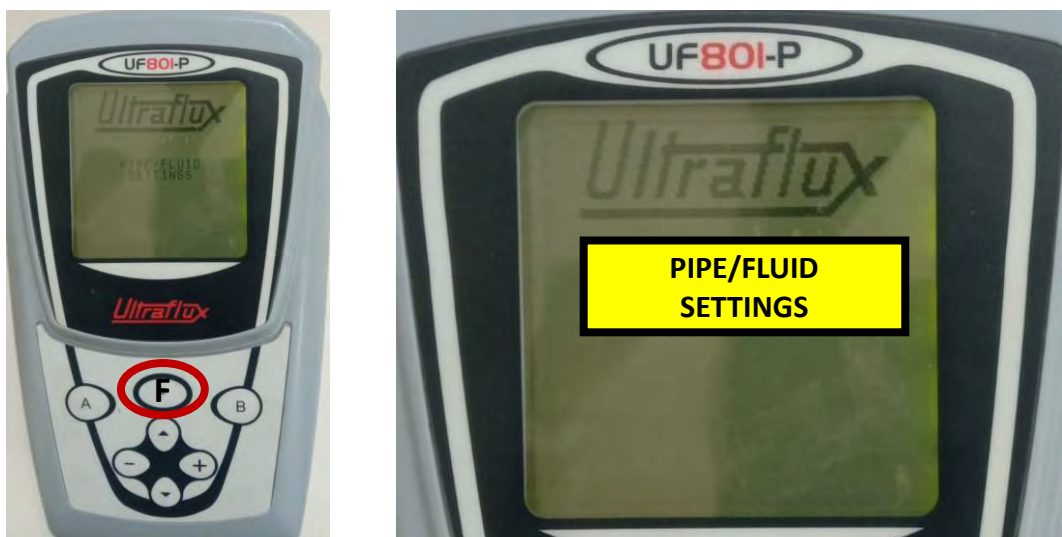 UF801-P
Ultraflux
PIPE-FLUID
SETTINGS
Ultraflux
A
F
B
-
+
UF801-P
Ultraflux
PIPE/FLUID
SETTINGS